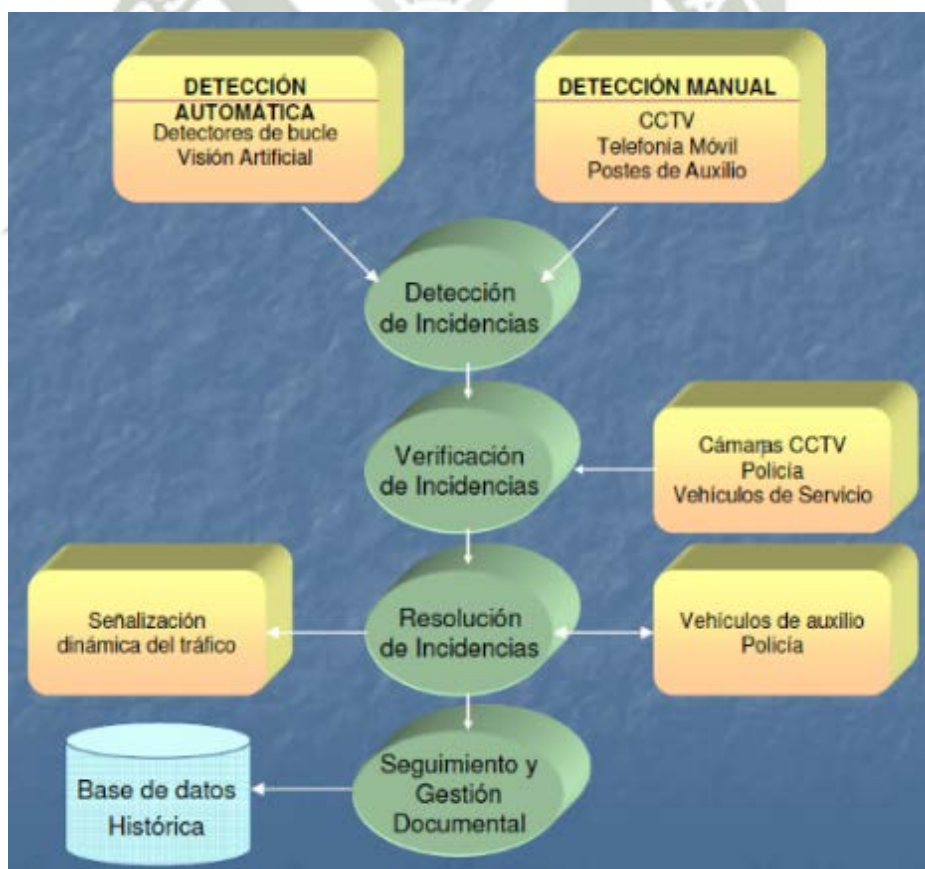 DETECCIÓN
AUTOMÁTICA
Detectores de bucle
Visión Artificial
DETECCIÓN MANUAL
CCTV
Telefonía Móvil
Postes de Auxilio
Detección
de Incidencias
Verificación
de Incidencias
Cámaras CCTV
Policía
Vehículos de Servicio
Señalización
dinámica del tráfico
Resolución
de Incidencias
Vehículos de auxilio
Policía
Base de datos
Histórica
Seguimiento y
Gestión
Documental